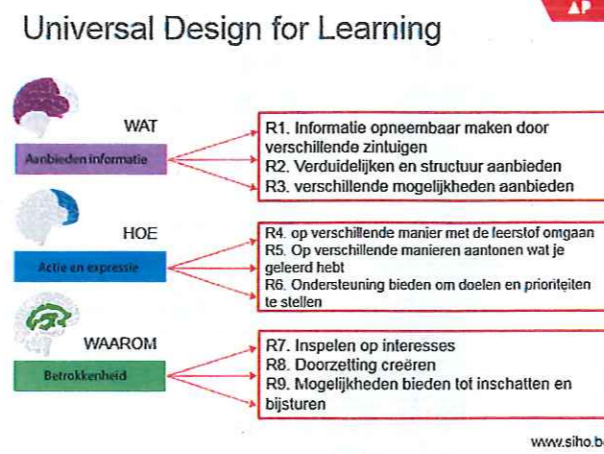 AP
Universal Design for Learning
WAT
Aanbieden informatie
R1. Informatie opneembaar maken door
verschillende zintuigen
R2. Verduidelijken en structuur aanbieden
R3. verschillende mogelijkheden aanbieden
HOE
Actie en expressie
R4. op verschillende manier met de leerstof omgaan
R5. Op verschillende manieren aantonen wat je
geleerd hebt
R6. Ondersteuning bieden om doelen en prioriteiten
te stellen
WAAROM
Betrokkenheid
R7. Inspelen op interesses
R8. Doorzetting creëren
R9. Mogelijkheden bieden tot inschatten en
bijsturen
www.siho.be